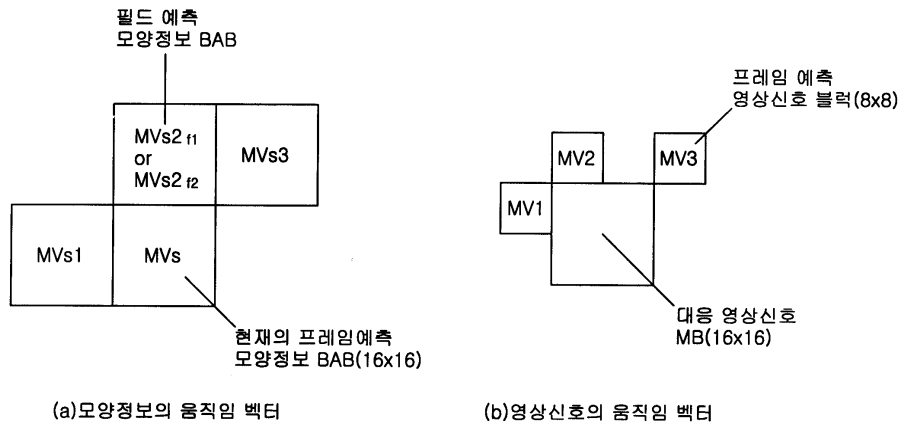 필드 예측
모양정보 BAB
MVs2 f1
or
MVs2 f2
MVs3
MVs1
MVs
현재의 프레임예측
모양정보 BAB(16x16)
(a)모양정보의 움직임 벡터
프레임 예측
영상신호 블럭(8x8)
MV2
MV3
MV1
대응 영상신호
MB(16x16)
(b)영상신호의 움직임 벡터